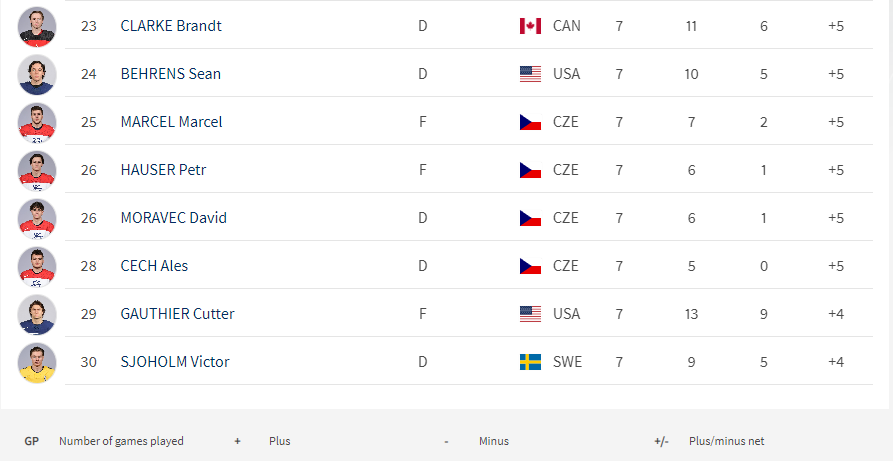 23 CLARKE Brandt D CAN 7 11 6 +5
24 BEHRENS Sean D USA 7 10 5 +5
25 MARCEL Marcel F CZE 7 7 2 +5
26 HAUSER Petr F CZE 7 6 1 +5
26 MORAVEC David D CZE 7 6 1 +5
28 CECH Ales D CZE 7 5 0 +5
29 GAUTHIER Cutter F USA 7 13 9 +4
30 SJOHOLM Victor D SWE 7 9 5 +4
GP Number of games played + Plus - Minus +/- Plus/minus net